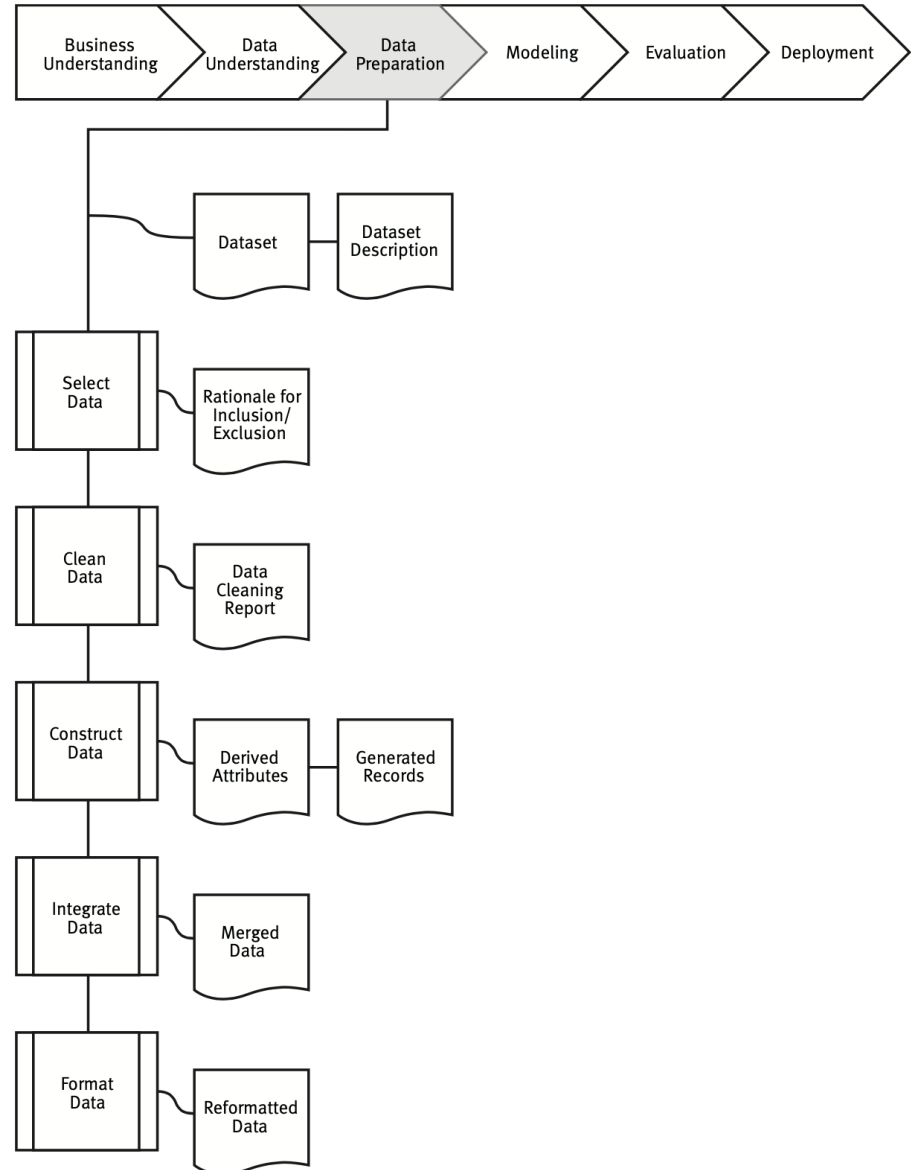 Business
Understanding
Data
Understanding
Data
Preparation
Modeling
Evaluation
Deployment
Dataset
Dataset
Description
Select
Data
Rationale for
Inclusion/
Exclusion
Clean
Data
Data
Cleaning
Report
Construct
Data
Derived
Attributes
Generated
Records
Integrate
Data
Merged
Data
Format
Data
Reformatted
Data